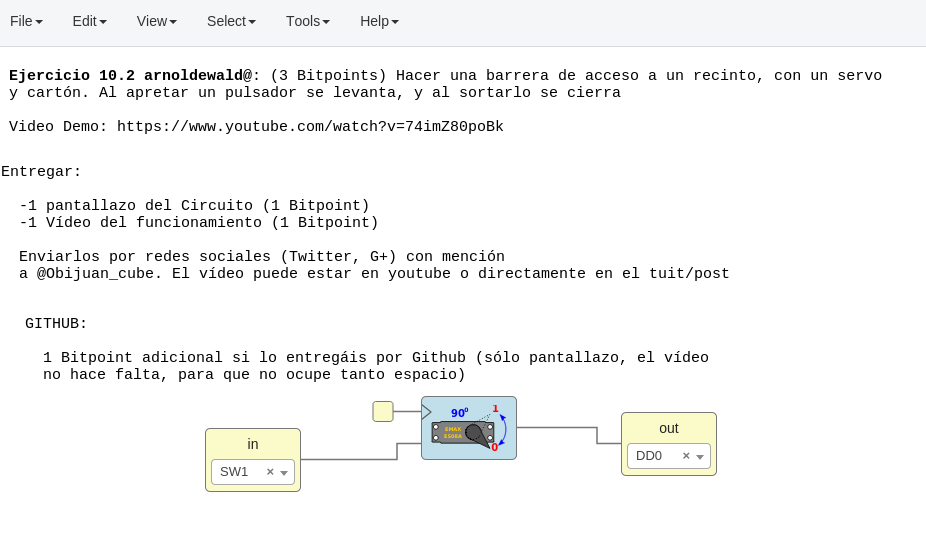 File Edit View Select Tools Help
Ejercicio 10.2 arnoldewald@: (3 Bitpoints) Hacer una barrera de acceso a un recinto, con un servo
y cartón. Al apretar un pulsador se levanta, y al sortarlo se cierra
Video Demo: https://www.youtube.com/watch?v=74imZ80poBk
Entregar:
-1 pantallazo del Circuito (1 Bitpoint)
-1 Vídeo del funcionamiento (1 Bitpoint)
Enviarlos por redes sociales (Twitter, G+) con mención
a @Obijuan_cube. El vídeo puede estar en youtube o directamente en el tuit/post
GITHUB:
1 Bitpoint adicional si lo entregáis por Github (sólo pantallazo, el vídeo
no hace falta, para que no ocupe tanto espacio)
90º
1
EMAX
ES08A
0
in
SW1 ×
out
DD0 ×